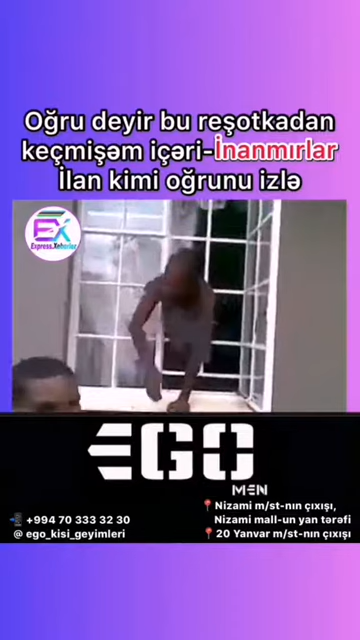 Oğru deyir bu reşotkadan
keçmişəm içəri-İnanmırlar
İlan kimi oğrunu izlə
EX
Express.Xeberler
EGO
MEN
+994 70 333 32 30
@ ego_kisi_geyimleri
Nizami m/st-nın çıxışı,
Nizami mall-un yan tərəfi
20 Yanvar m/st-nın çıxışı